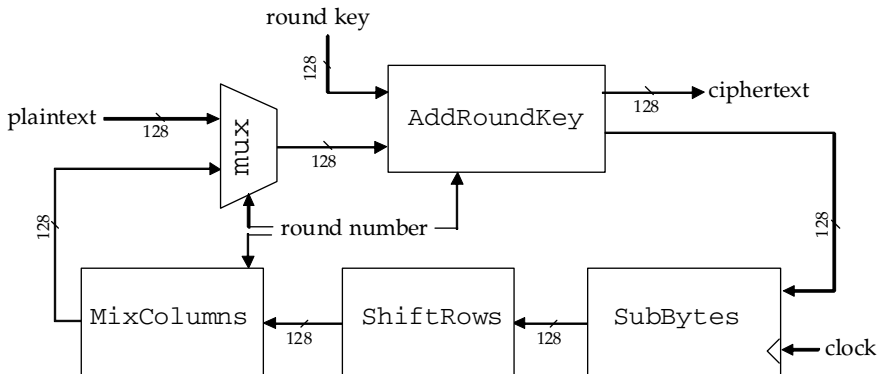 round key
128
128
ciphertext
plaintext
128
mux
128
AddRoundKey
128
128
round number
MixColumns
128
ShiftRows
128
SubBytes
clock